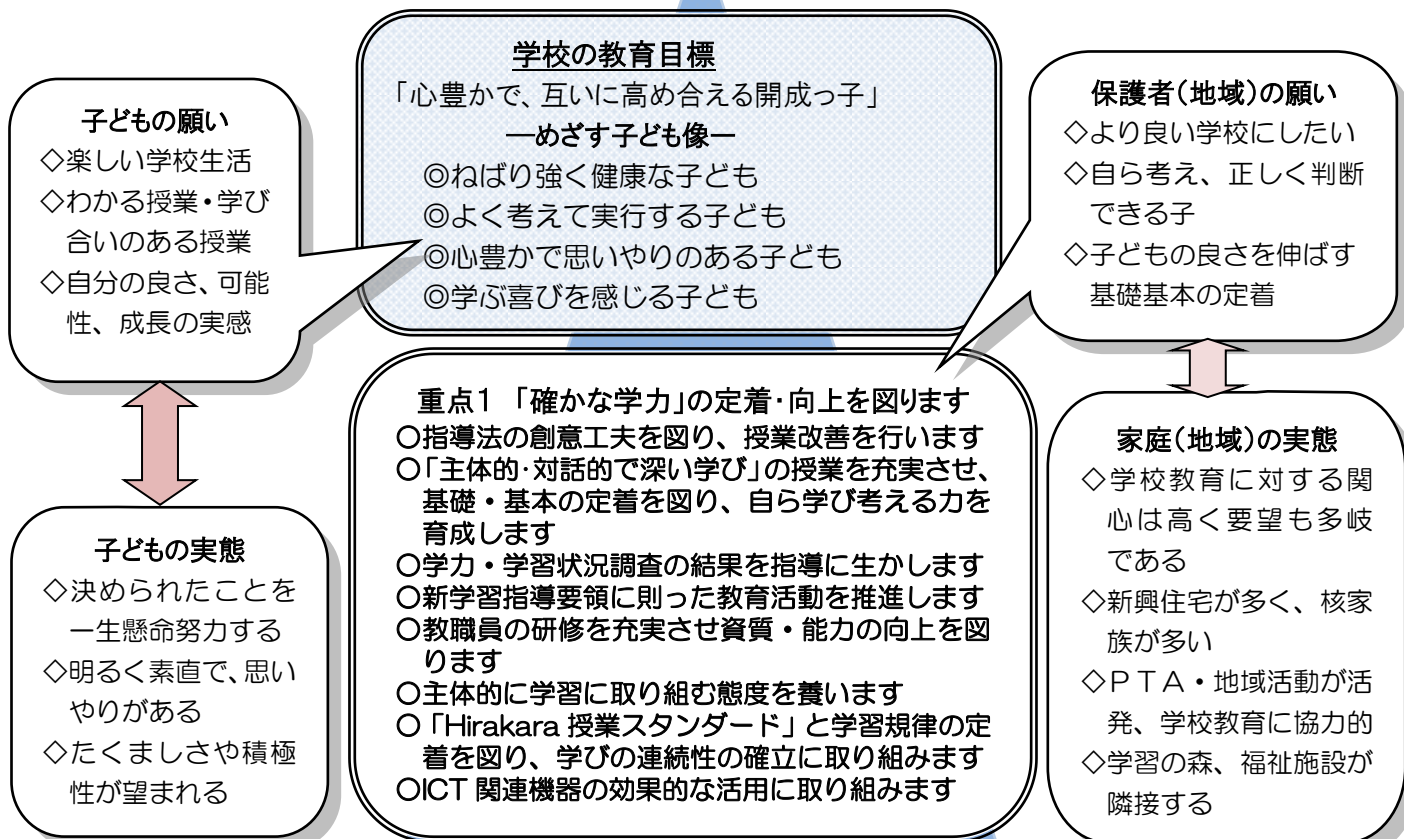 学校の教育目標
「心豊かで、互いに高め合える開成っ子」
―めざす子ども像―
◎ねばり強く健康な子ども
◎よく考えて実行する子ども
◎心豊かで思いやりのある子ども
◎学ぶ喜びを感じる子ども
子どもの願い
◇楽しい学校生活
◇わかる授業・学び
合いのある授業
◇自分の良さ、可能
性、成長の実感
保護者(地域)の願い
◇より良い学校にしたい
◇自ら考え、正しく判断
できる子
◇子どもの良さを伸ばす
基礎基本の定着
重点1 「確かな学力」の定着・向上を図ります
○指導法の創意工夫を図り、授業改善を行います
○「主体的・対話的で深い学び」の授業を充実させ、
基礎・基本の定着を図り、自ら学び考える力を
育成します
○学力・学習状況調査の結果を指導に生かします
○新学習指導要領に則った教育活動を推進します
○教職員の研修を充実させ資質・能力の向上を図
ります
○主体的に学習に取り組む態度を養います
○「Hirakara 授業スタンダード」と学習規律の定
着を図り、学びの連続性の確立に取り組みます
○ICT 関連機器の効果的な活用に取り組みます
子どもの実態
◇決められたことを
一生懸命努力する
◇明るく素直で、思い
やりがある
◇たくましさや積極
性が望まれる
家庭(地域)の実態
◇学校教育に対する関
心は高く要望も多岐
である
◇新興住宅が多く、核家
族が多い
◇PTA・地域活動が活
発、学校教育に協力的
◇学習の森、福祉施設が
隣接する